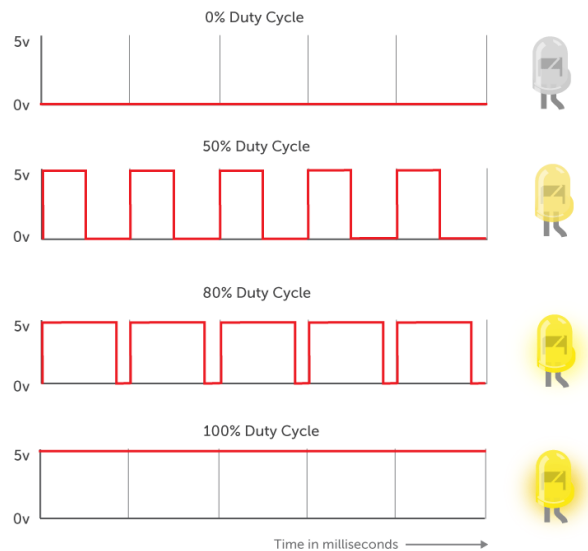 0% Duty Cycle
5v
0v
50% Duty Cycle
5v
0v
80% Duty Cycle
5v
0v
100% Duty Cycle
5v
0v
Time in milliseconds